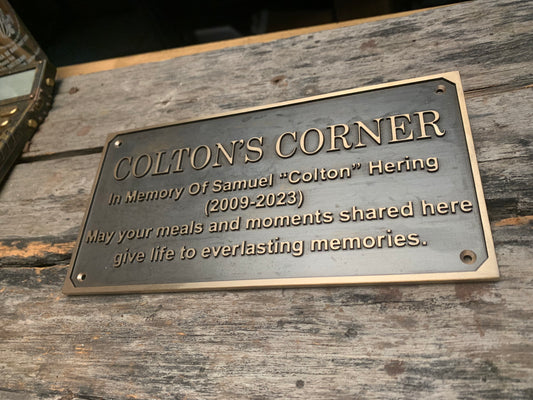 COLTON'S CORNER
In Memory Of Samuel "Colton" Hering
(2009-2023)
May your meals and moments shared here
give life to everlasting memories.